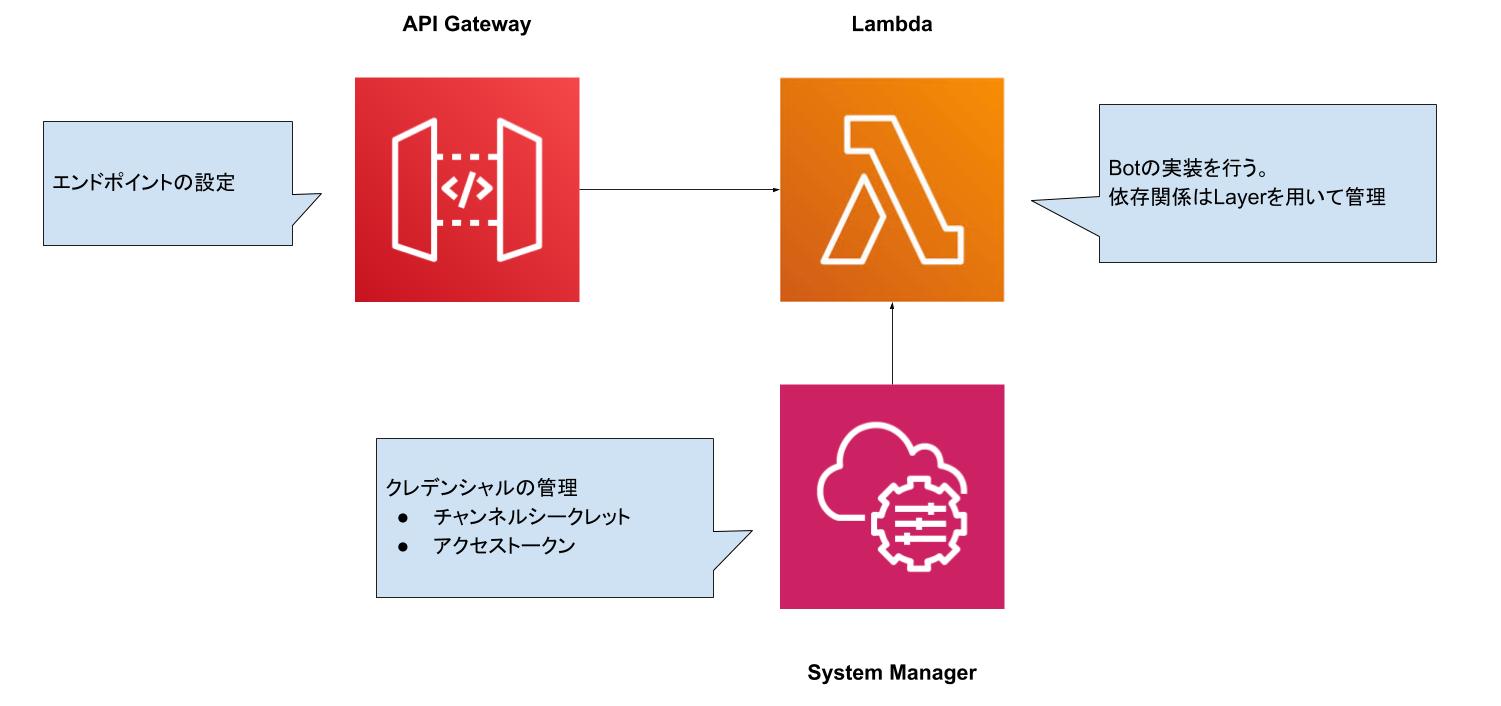 API Gateway
Lambda
エンドポイントの設定
</>
Botの実装を行う。
依存関係はLayerを用いて管理
クレデンシャルの管理
● チャンネルシークレット
● アクセストークン
System Manager